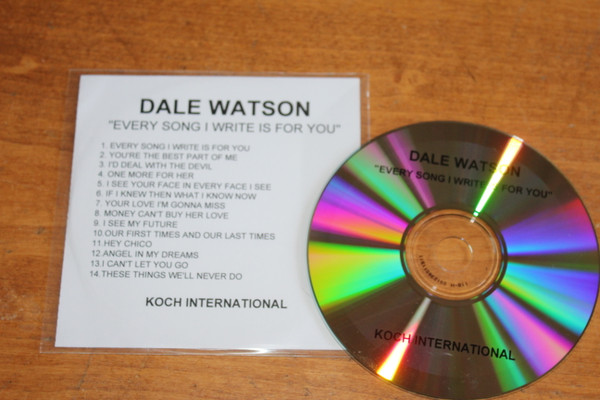 DALE WATSON
"EVERY SONG I WRITE IS FOR YOU"
1. EVERY SONG I WRITE IS FOR YOU
2. YOU'RE THE BEST PART OF ME
3. I'D DEAL WITH THE DEVIL
4. ONE MORE FOR HER
5. I SEE YOUR FACE IN EVERY FACE I SEE
6. IF I KNEW THEN WHAT I KNOW NOW
7. YOUR LOVE I'M GONNA MISS
8. MONEY CAN'T BUY HER LOVE
9. I SEE MY FUTURE
10.OUR FIRST TIMES AND OUR LAST TIMES
11.HEY CHICO
12.ANGEL IN MY DREAMS
13.I CAN'T LET YOU GO
14.THESE THINGS WE'LL NEVER DO
KOCH INTERNATIONAL
DALE WATSON
"EVERY SONG I WRITE IS FOR YOU"
KOCH INTERNATIONAL